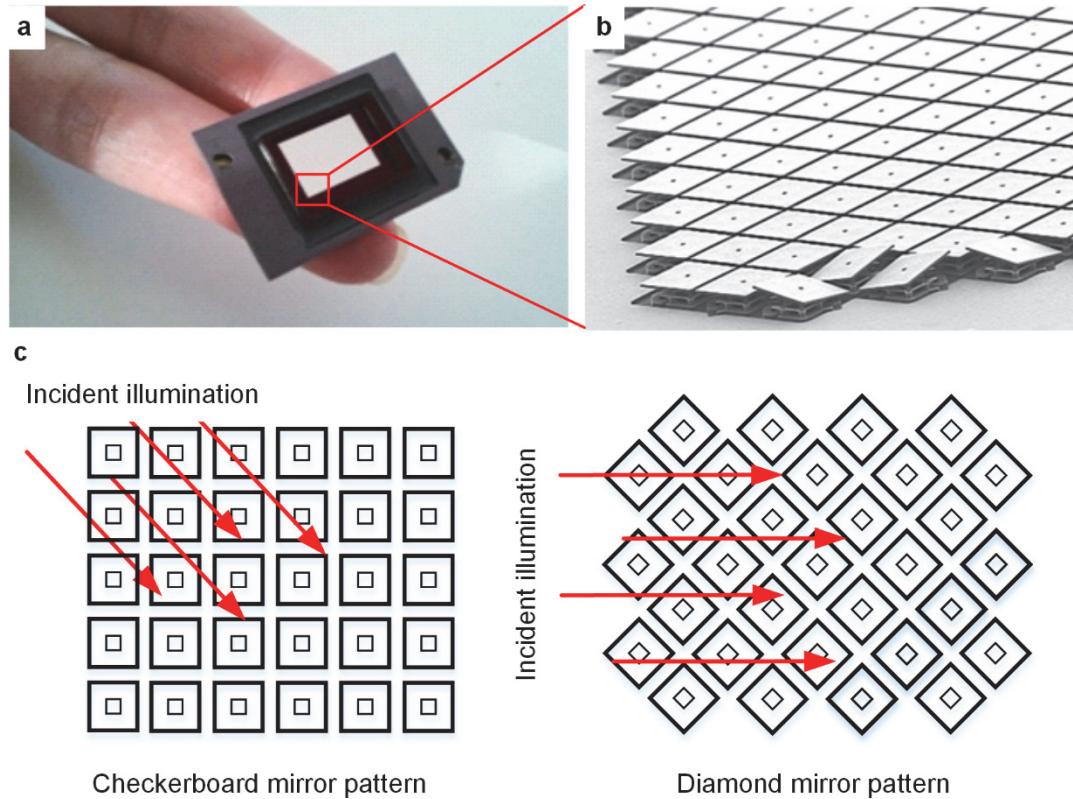 a
b
c
Incident illumination
Incident illumination
Checkerboard mirror pattern
Diamond mirror pattern